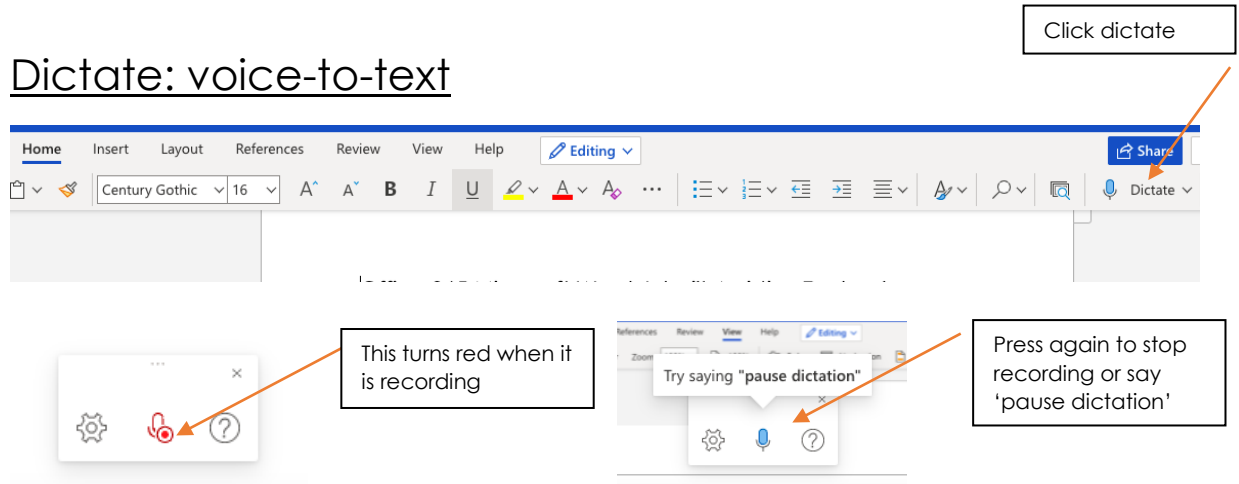 Click dictate
Dictate: voice-to-text
Home Insert Layout References Review View Help Editing
Share
Century Gothic 16 A A B I U A A Dictate
This turns red when it
is recording
References Review View Help Editing
Zoom
Try saying "pause dictation"
Press again to stop
recording or say
‘pause dictation’